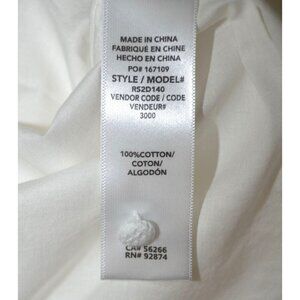 MADE IN CHINA
FABRIQUÉ EN CHINE
HECHO EN CHINA
PO# 167109
STYLE / MODEL#
RS2D140
VENDOR CODE / CODE
VENDEUR#
3000
100%COTTON/
COTON/
ALGODÓN
CA# 56266
RN# 92874